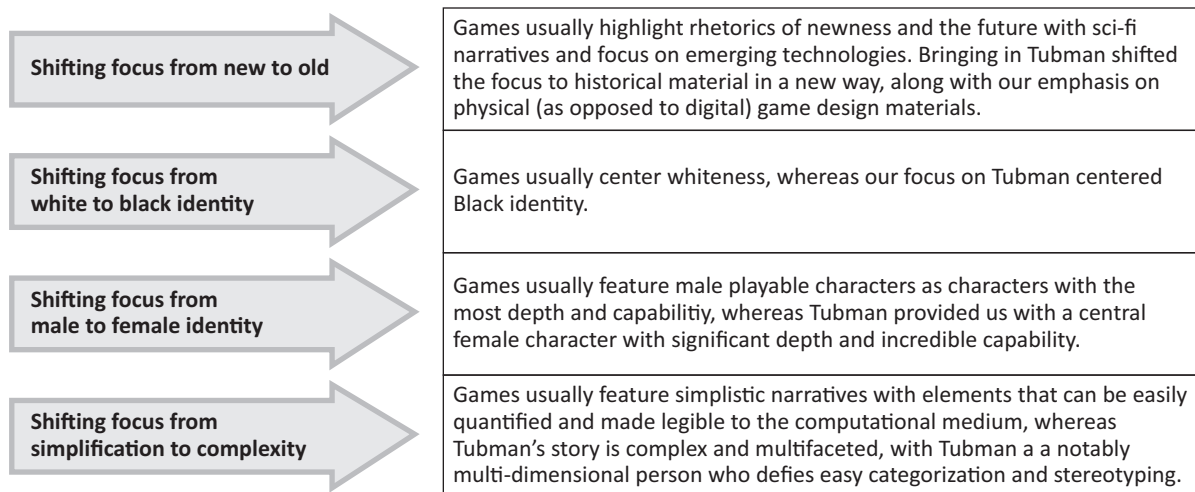 Shifting focus from new to old
Games usually highlight rhetorics of newness and the future with sci-fi
narratives and focus on emerging technologies. Bringing in Tubman shifted
the focus to historical material in a new way, along with our emphasis on
physical (as opposed to digital) game design materials.
Shifting focus from
white to black identity
Games usually center whiteness, whereas our focus on Tubman centered
Black identity.
Shifting focus from
male to female identity
Games usually feature male playable characters as characters with the
most depth and capabilitiy, whereas Tubman provided us with a central
female character with significant depth and incredible capability.
Shifting focus from
simplification to complexity
Games usually feature simplistic narratives with elements that can be easily
quantified and made legible to the computational medium, whereas
Tubman's story is complex and multifaceted, with Tubman a a notably
multi-dimensional person who defies easy categorization and stereotyping.